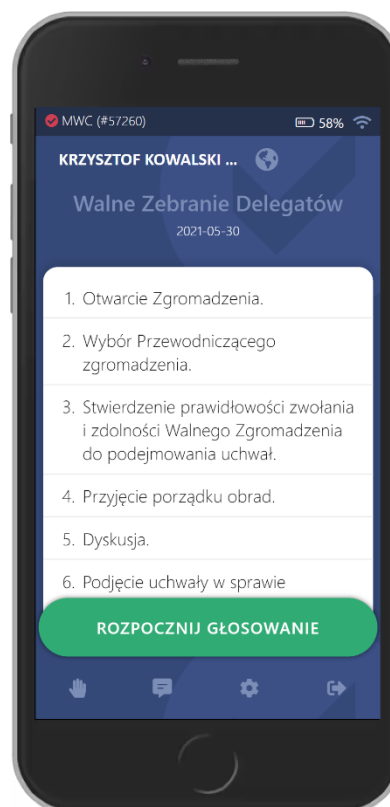 MWC (#57260) 58%
KRZYSZTOF KOWALSKI ...
Walne Zebranie Delegatów
2021-05-30
1. Otwarcie Zgromadzenia.
2. Wybór Przewodniczącego
zgromadzenia.
3. Stwierdzenie prawidłowości zwołania
i zdolności Walnego Zgromadzenia
do podejmowania uchwał.
4. Przyjęcie porządku obrad.
5. Dyskusja.
6. Podjęcie uchwały w sprawie
ROZPOCZNIJ GŁOSOWANIE